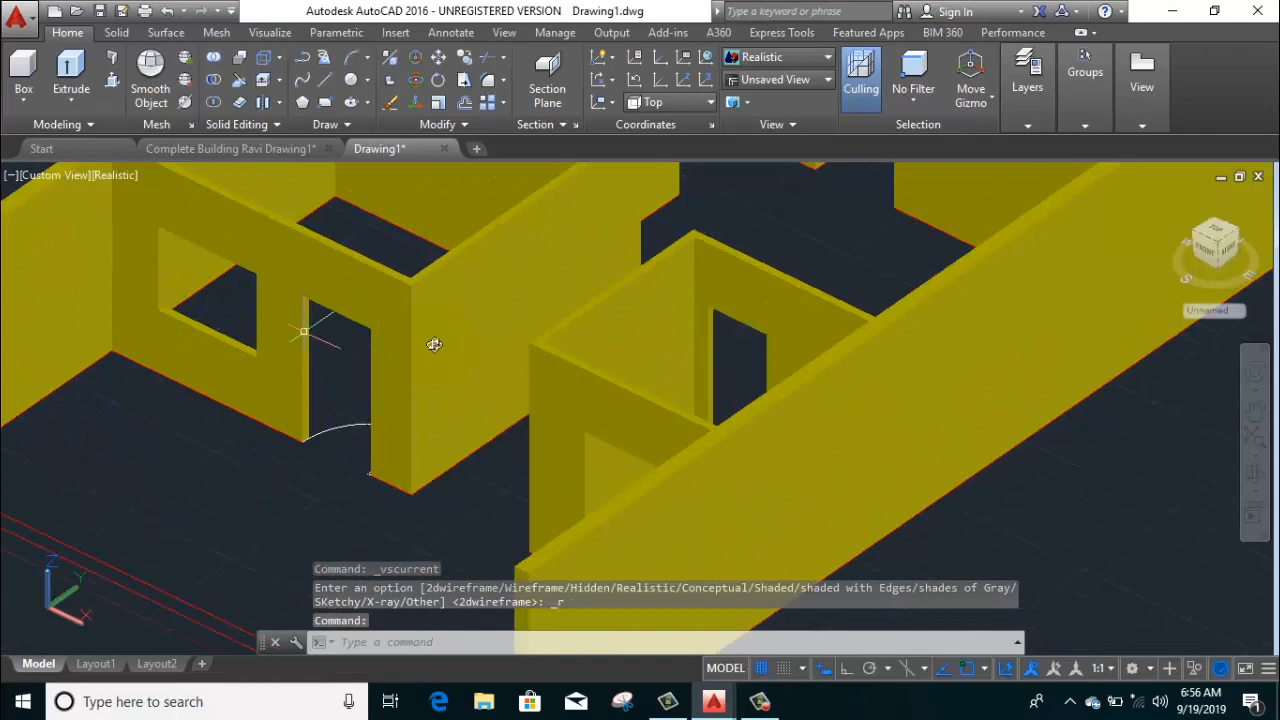 Autodesk AutoCAD 2016 - UNREGISTERED VERSION Drawing1.dwg
Type a keyword or phrase
Sign In
Home Solid Surface Mesh Visualize Parametric Insert Annotate View Manage Output Add-ins A360 Express Tools Featured Apps BIM 360 Performance
Box
Extrude
Smooth
Object
Section
Plane
Realistic
Unsaved View
Top
Culling
No Filter
Move
Gizmo
Layers
Groups
View
Modeling
Mesh
Solid Editing
Draw
Modify
Section
Coordinates
View
Selection
Start
Complete Building Ravi Drawing1*
Drawing1*
[−][Custom View][Realistic]
TOP
FRONT
S
E
Unnamed
Z
Y
X
Command: _vscurrent
Enter an option [2dwireframe/Wireframe/Hidden/Realistic/Conceptual/Shaded/shaded with Edges/shades of Gray/
SKetchy/X-ray/Other] <2dwireframe>: _r
Command:
Type a command
Model Layout1 Layout2
MODEL
1:1
Type here to search
6:56 AM
9/19/2019
1